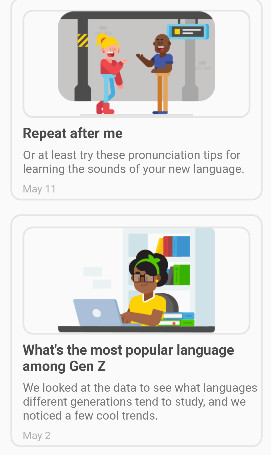 Repeat after me
Or at least try these pronunciation tips for
learning the sounds of your new language.
May 11
What's the most popular language
among Gen Z
We looked at the data to see what languages
different generations tend to study, and we
noticed a few cool trends.
May 2